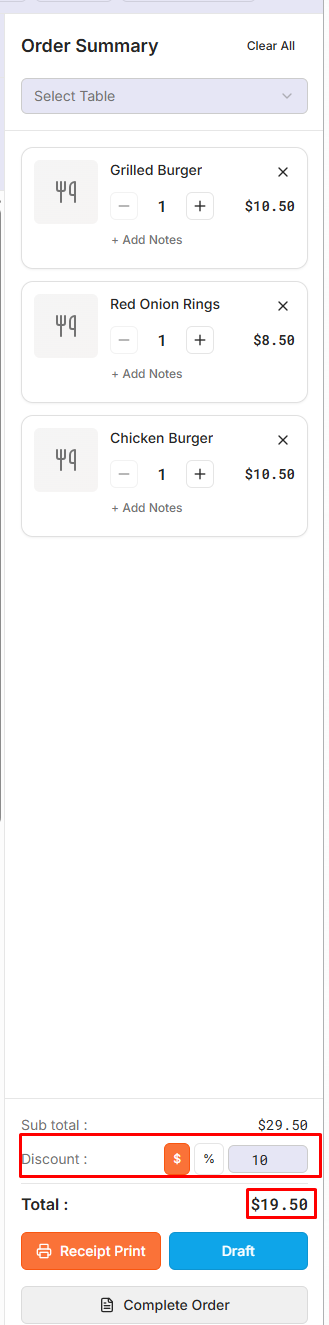 Order Summary Clear All
Select Table
Grilled Burger
1 $10.50
+ Add Notes
Red Onion Rings
1 $8.50
+ Add Notes
Chicken Burger
1 $10.50
+ Add Notes
Sub total : $29.50
Discount : $ % 10
Total : $19.50
Receipt Print Draft
Complete Order